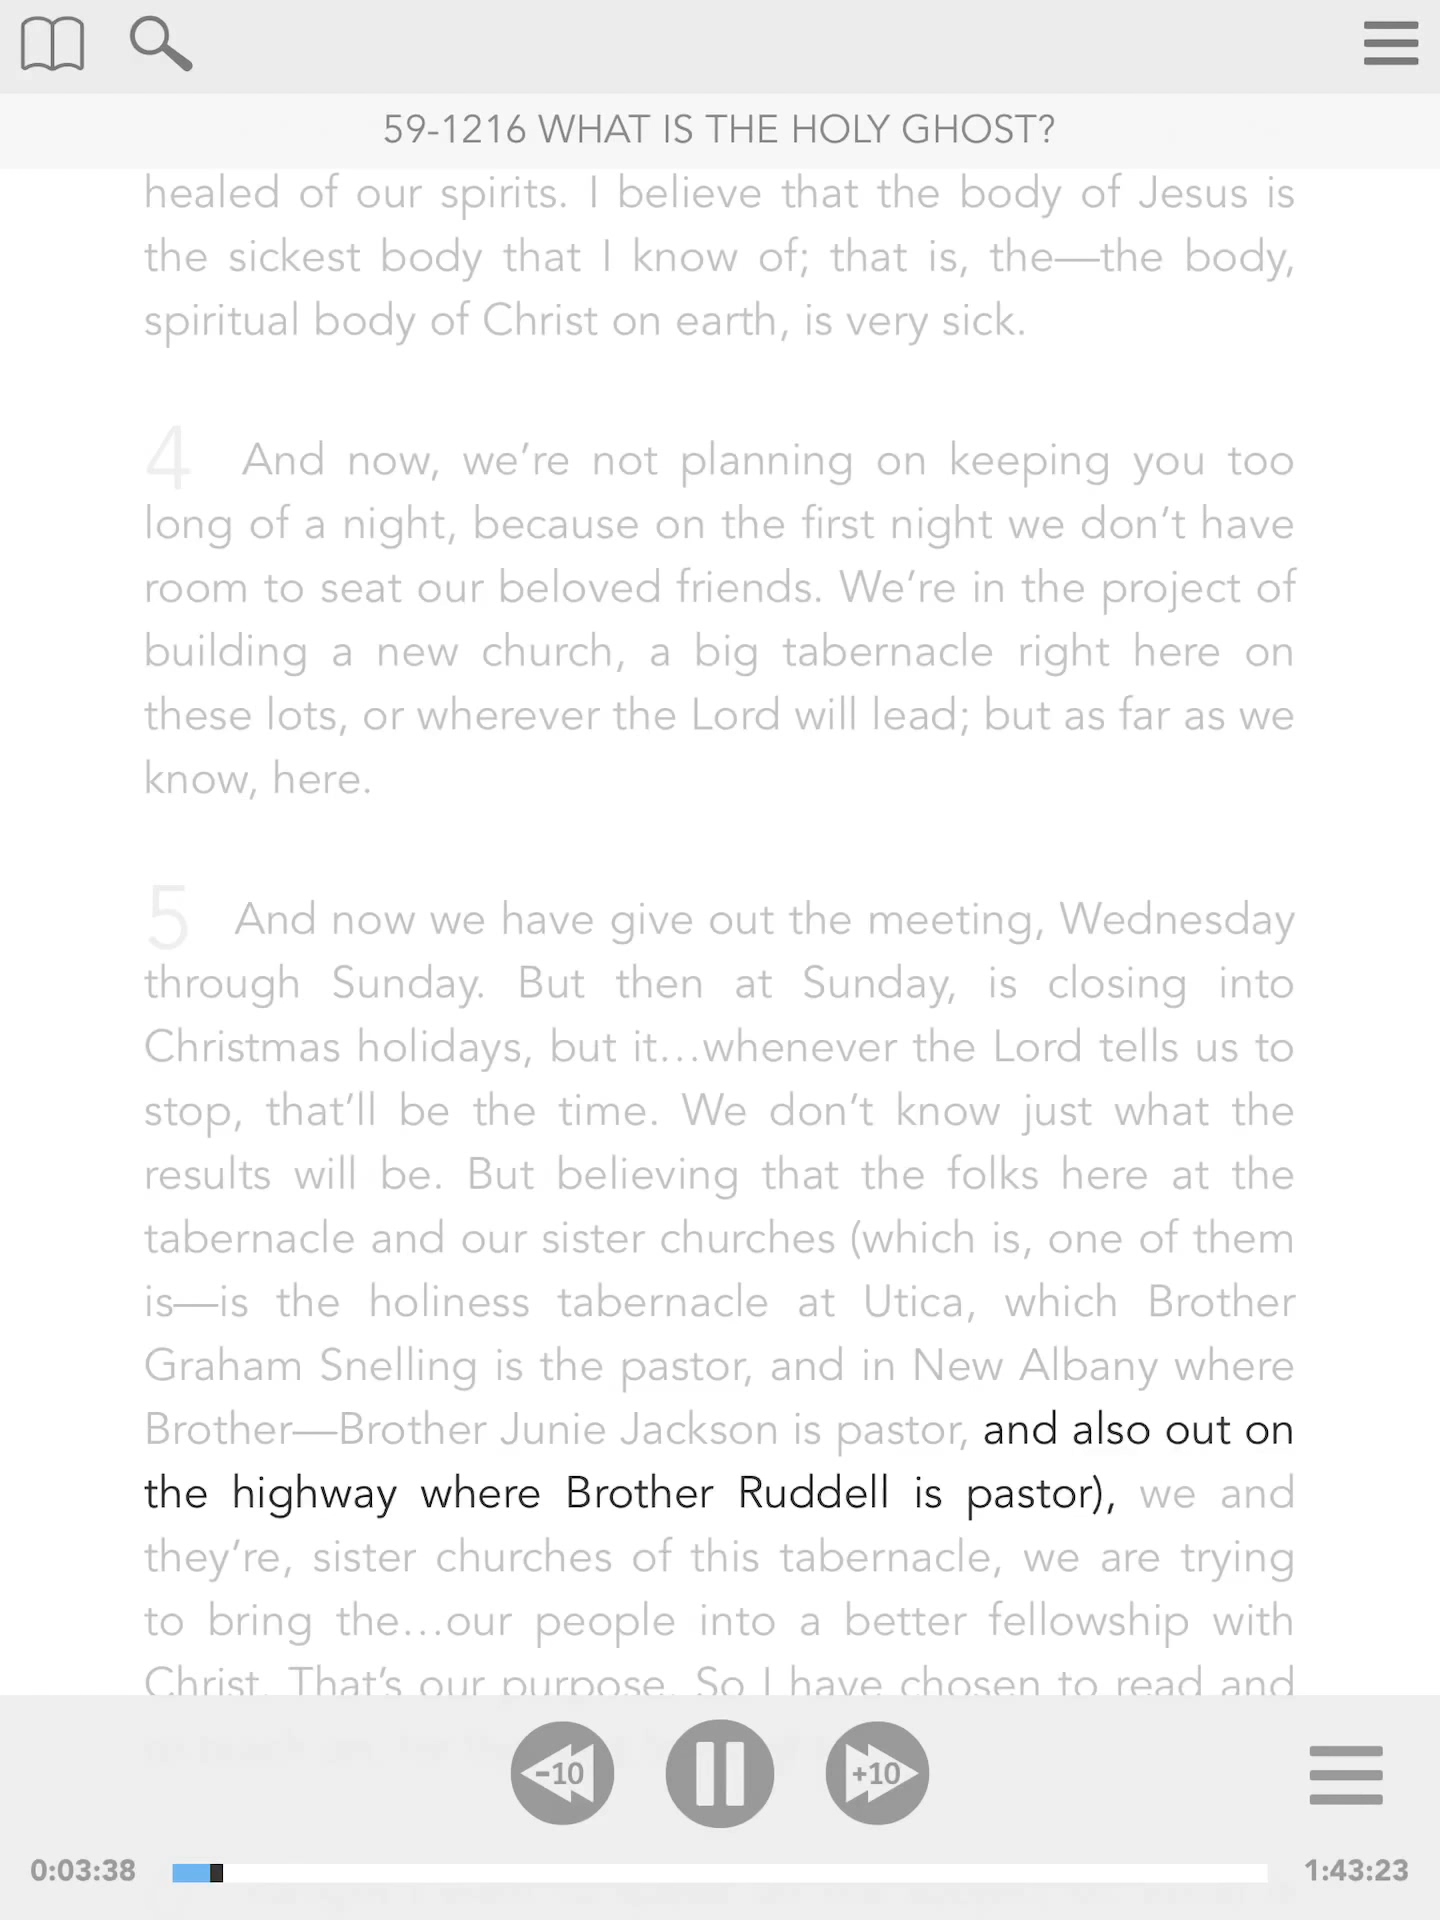 59-1216 WHAT IS THE HOLY GHOST?
healed of our spirits. I believe that the body of Jesus is
the sickest body that I know of; that is, the—the body,
spiritual body of Christ on earth, is very sick.
4 And now, we’re not planning on keeping you too
long of a night, because on the first night we don’t have
room to seat our beloved friends. We’re in the project of
building a new church, a big tabernacle right here on
these lots, or wherever the Lord will lead; but as far as we
know, here.
5 And now we have give out the meeting, Wednesday
through Sunday. But then at Sunday, is closing into
Christmas holidays, but it…whenever the Lord tells us to
stop, that’ll be the time. We don’t know just what the
results will be. But believing that the folks here at the
tabernacle and our sister churches (which is, one of them
is—is the holiness tabernacle at Utica, which Brother
Graham Snelling is the pastor, and in New Albany where
Brother—Brother Junie Jackson is pastor, and also out on
the highway where Brother Ruddell is pastor), we and
they’re, sister churches of this tabernacle, we are trying
to bring the…our people into a better fellowship with
Christ. That’s our purpose. So I have chosen to read and
-10 +10
0:03:38 1:43:23